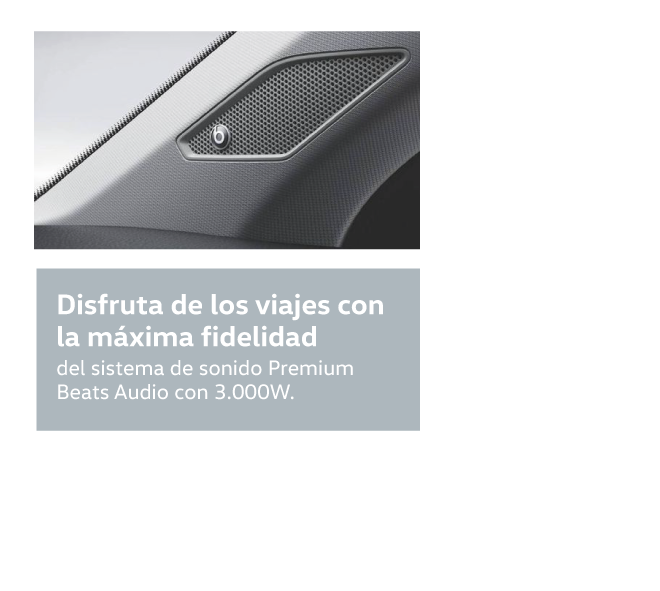 Disfruta de los viajes con
la máxima fidelidad
del sistema de sonido Premium
Beats Audio con 3.000W.